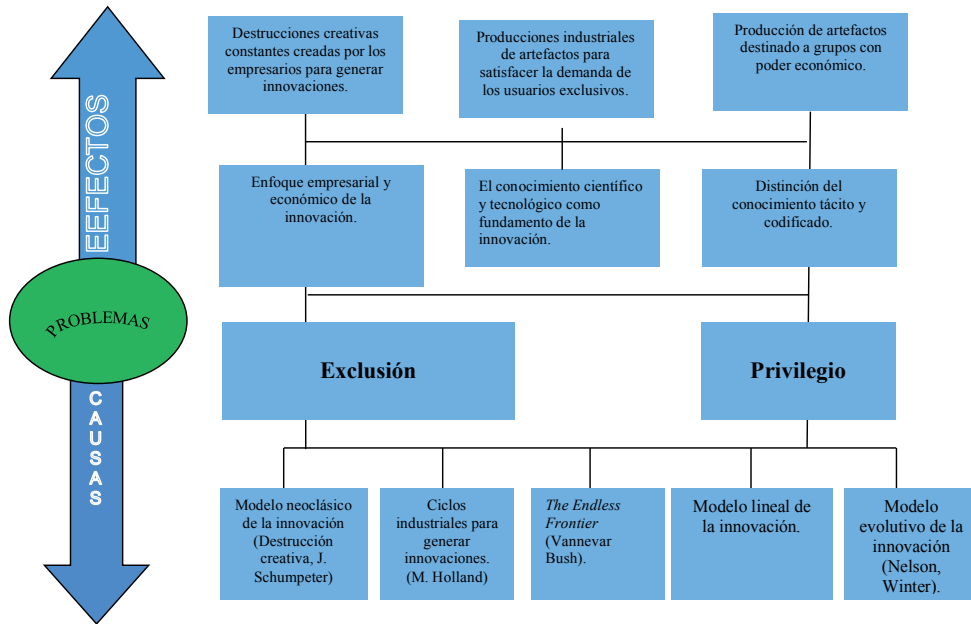 EEFECTOS
PROBLEMAS
CAUSAS
Destrucciones creativas
constantes creadas por los
empresarios para generar
innovaciones.
Producciones industriales
de artefactos para
satisfacer la demanda de
los usuarios exclusivos.
Producción de artefactos
destinado a grupos con
poder económico.
Enfoque empresarial y
económico de la
innovación.
El conocimiento científico
y tecnológico como
fundamento de la
innovación.
Distinción del
conocimiento tácito y
codificado.
Exclusión
Privilegio
Modelo neoclásico
de la innovación
(Destrucción
creativa, J.
Schumpeter)
Ciclos
industriales para
generar
innovaciones.
(M. Holland)
The Endless
Frontier
(Vannevar
Bush).
Modelo lineal de
la innovación.
Modelo
evolutivo de la
innovación
(Nelson,
Winter).